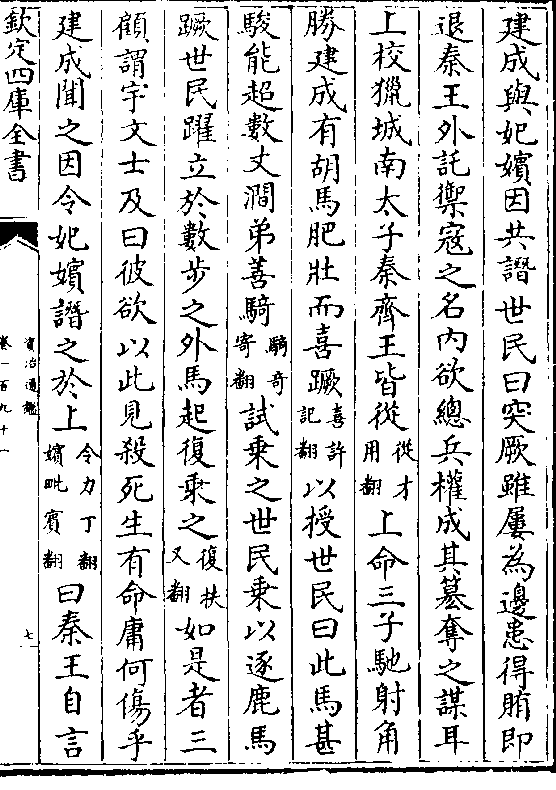 建成與妃嬪因共譖世民曰突厥雖屢為邊患得賄即
退秦王外託禦寇之名内欲總兵權成其簒奪之謀耳
上校獵城南太子秦齊王皆從從才用翻上命三子馳射角
勝建成有胡馬肥壯而喜蹶喜許記翻以授世民曰此馬甚
駿能超數丈澗弟善騎騎奇寄翻試乘之世民乘以逐鹿馬
蹶世民躍立於數步之外馬起復乘之復扶又翻如是者三
顧謂宇文士及曰彼欲以此見殺死生有命庸何傷乎
建成聞之因令妃嬪譖之於上令力丁翻嬪毗賓翻曰秦王自言
欽定四庫全書
資治通鑑
卷一百九十一
七